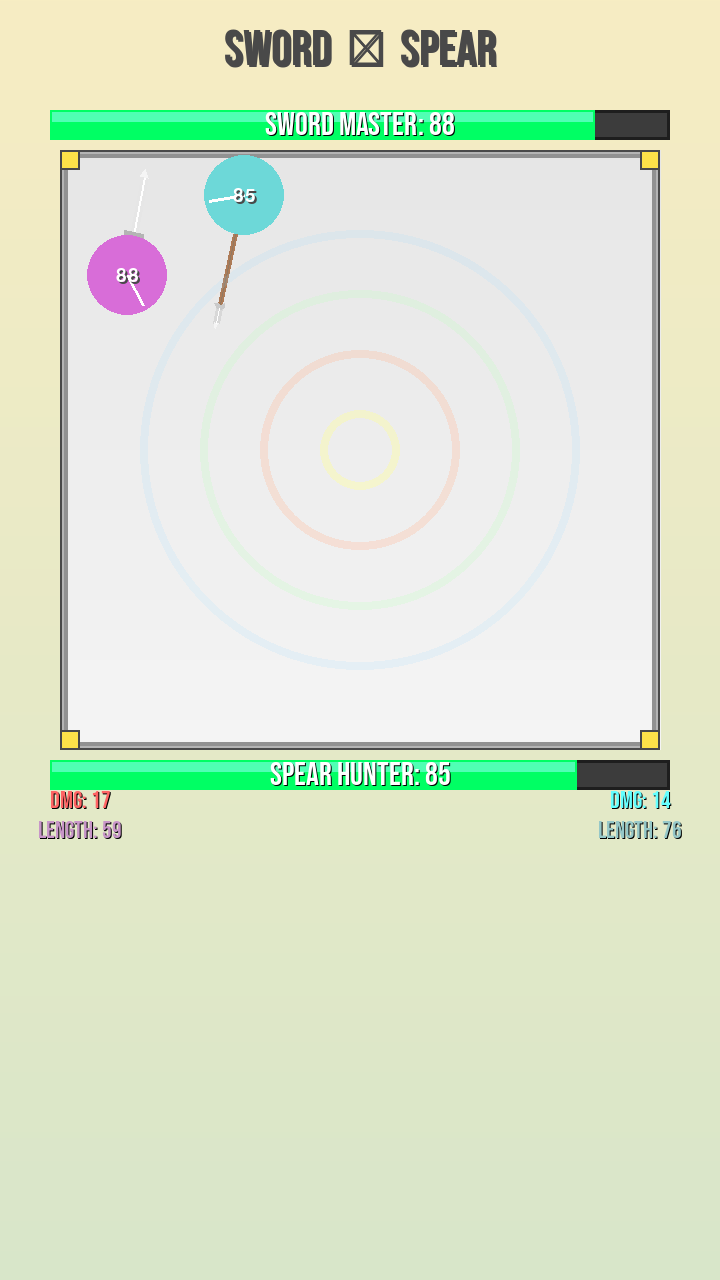 SWORD ☒ SPEAR
SWORD MASTER: 88
85
88
SPEAR HUNTER: 85
DMG: 17 DMG: 14
LENGTH: 59 LENGTH: 76